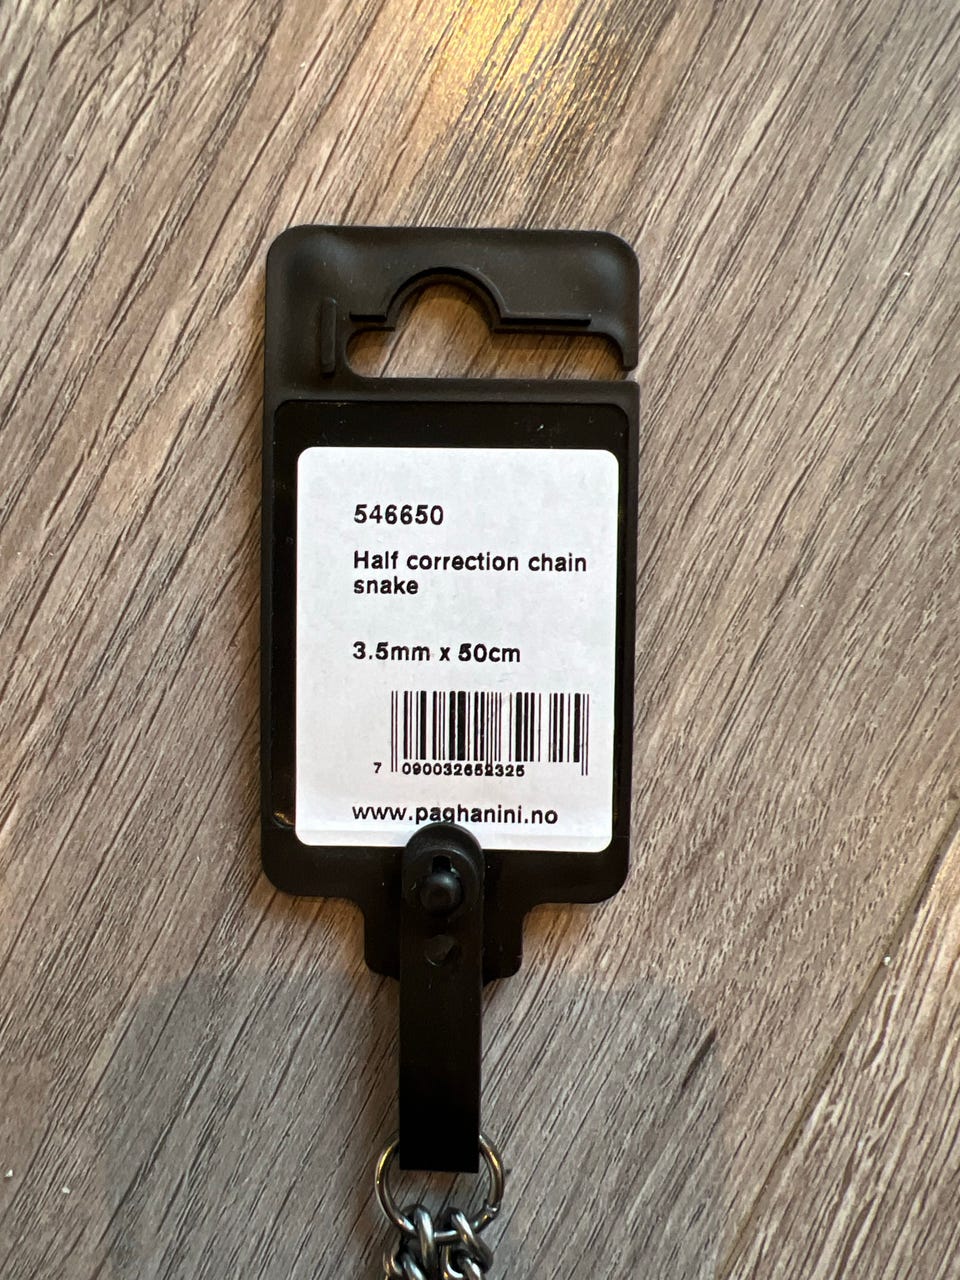 546650
Half correction chain
snake
3.5mm x 50cm
7 090032652325
www.paghanini.no